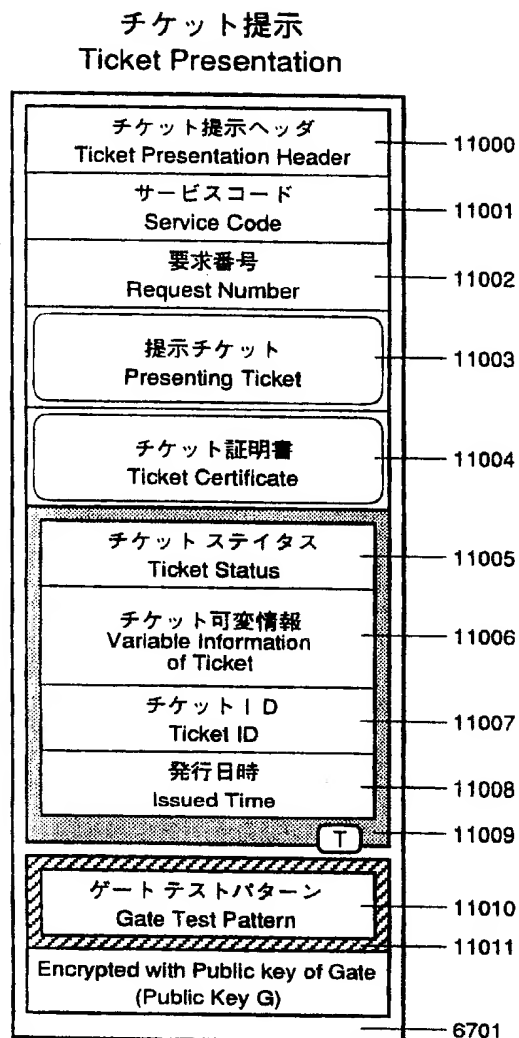 チケット提示
Ticket Presentation
チケット提示ヘッダ
Ticket Presentation Header
11000
サービスコード
Service Code
11001
要求番号
Request Number
11002
提示チケット
Presenting Ticket
11003
チケット証明書
Ticket Certificate
11004
チケット ステイタス
Ticket Status
11005
チケット可変情報
Variable Information
of Ticket
11006
チケットID
Ticket ID
11007
発行日時
Issued Time
11008
T
11009
ゲート テストパターン
Gate Test Pattern
11010
11011
Encrypted with Public key of Gate
(Public Key G)
6701